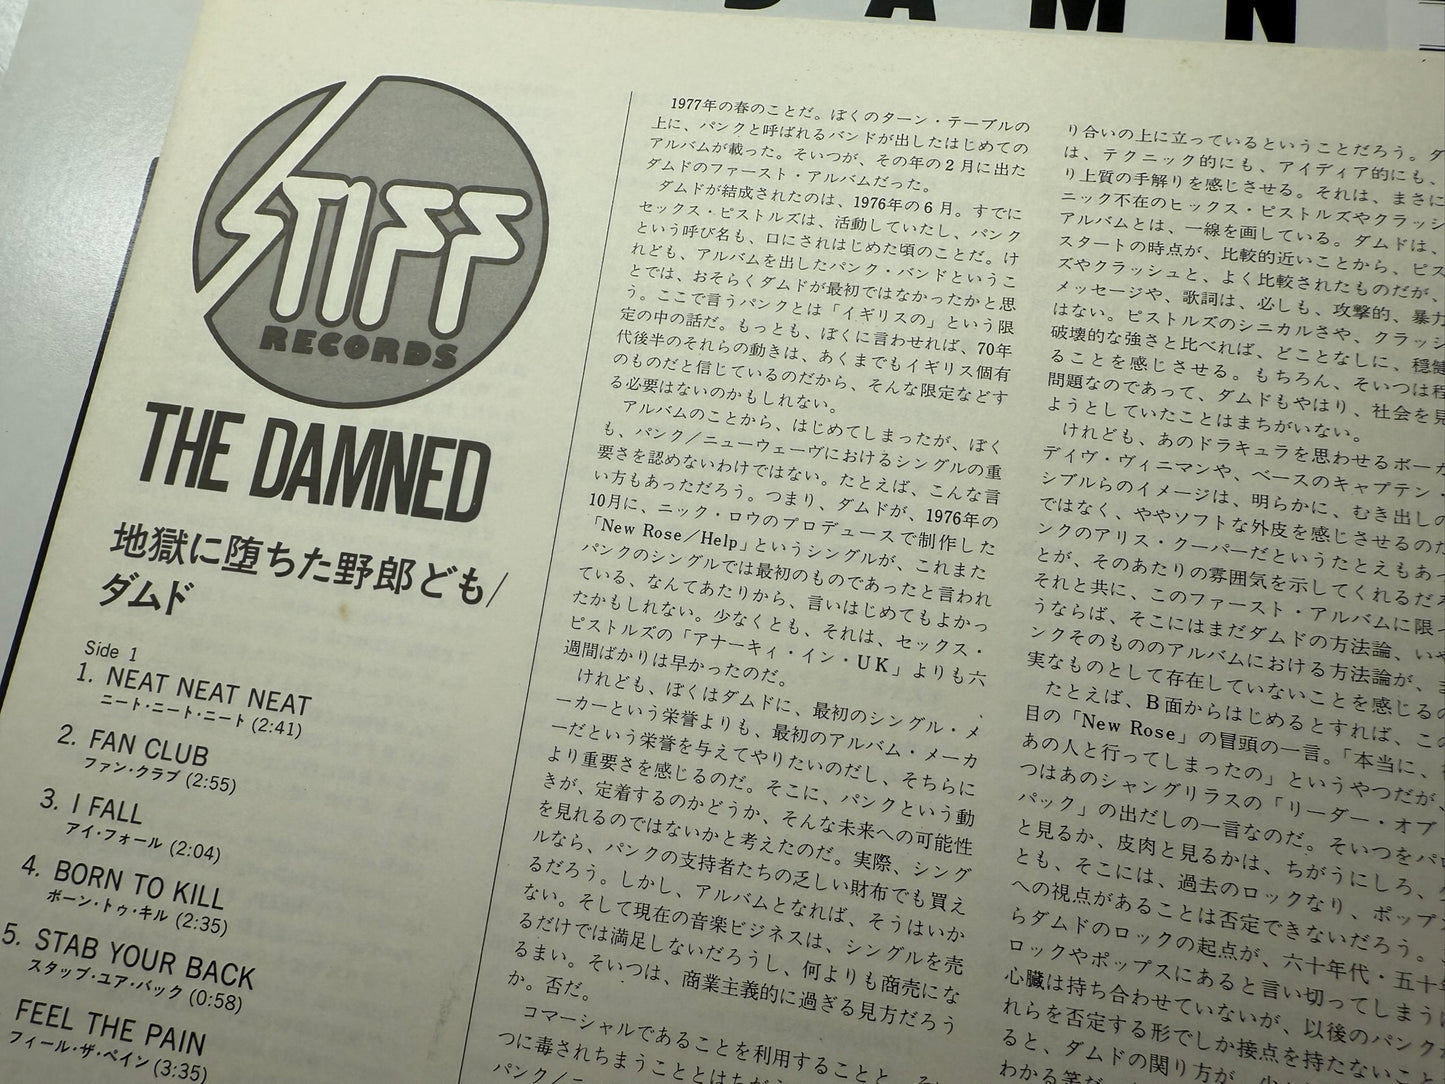 DAMN
STIFF
RECORDS
THE DAMNED
地獄に堕ちた野郎ども/
ダムド
Side 1
1. NEAT NEAT NEAT
ニート・ニート・ニート (2:41)
2. FAN CLUB
ファン・クラブ (2:55)
3. I FALL
アイ・フォール (2:04)
4. BORN TO KILL
ボーン・トゥ・キル (2:35)
5. STAB YOUR BACK
スタッブ・ユア・バック (0:58)
FEEL THE PAIN
フィール・ザ・ペイン (3:35)
1977年の春のことだ。ぼくのターン・テーブルの
上に、パンクと呼ばれるバンドが出したはじめての
アルバムが載った。そいつが、その年の2月に出た
ダムドのファースト・アルバムだった。
ダムドが結成されたのは、1976年の6月。すでに
セックス・ピストルズは、活動していたし、パンク
という呼び名も、口にされはじめた頃のことだ。け
れども、アルバムを出したパンク・バンドというこ
とでは、おそらくダムドが最初ではなかったかと思
う。ここで言うパンクとは「イギリスの」という限
定の中の話だ。もっとも、ぼくに言わせれば、70年
代後半のそれらの動きは、あくまでもイギリス個有
のものだと信じているのだから、そんな限定などす
る必要はないのかもしれない。
アルバムのことから、はじめてしまったが、ぼく
も、パンク／ニューウェーヴにおけるシングルの重
要さを認めないわけではない。たとえば、こんな言
い方もあっただろう。つまり、ダムドが、1976年の
10月に、ニック・ロウのプロデュースで制作した
「New Rose／Help」というシングルが、これまた
パンクのシングルでは最初のものであったと言われ
ている、なんてあたりから、言いはじめてもよかっ
たかもしれない。少なくとも、それは、セックス・
ピストルズの「アナーキィ・イン・UK」よりも六
週間ばかりは早かったのだ。
けれども、ぼくはダムドに、最初のシングル・メ
ーカーという栄誉よりも、最初のアルバム・メーカ
ーだという栄誉を与えてやりたいのだし、そちらに
より重要さを感じるのだ。そこに、パンクという動
きが、定着するのかどうか、そんな未来への可能性
を見れるのではないかと考えたのだ。実際、シング
ルなら、パンクの支持者たちの乏しい財布でも買え
るだろう。しかし、アルバムとなれば、そうはいか
ない。そして現在の音楽ビジネスは、シングルを売
るだけでは満足しないだろうし、何よりも商売にな
るまい。そいつは、商業主義的に過ぎる見方だろう
か。否だ。
コマーシャルであることを利用することと、
つに毒されちまうこととはちが
パンク／ニュ
り合いの上に立っているということだろう。ダ
は、テクニック的にも、アイディア的にも、
り上質の手解りを感じさせる。それは、まさに
ニック不在のヒックス・ピストルズやクラッシ
アルバムとは、一線を画している。ダムドは、
スタートの時点が、比較的近いことから、ピス
ズやクラッシュと、よく比較されたものだが、
メッセージや、歌詞は、必しも、攻撃的、暴力
はない。ピストルズのシニカルさや、クラッシ
破壊的な強さと比べれば、どことなしに、穏健
ることを感じさせる。もちろん、そいつは程
問題なのであって、ダムドもやはり、社会を見
ようとしていたことはまちがいない。
けれども、あのドラキュラを思わせるボーカ
デイヴ・ヴィニマンや、ベースのキャプテン・
シブルらのイメージは、明らかに、むき出しの
ではなく、ややソフトな外皮を感じさせるのだ
ンクのアリス・クーパーだというたとえもあっ
とが、そのあたりの雰囲気を示してくれるだろ
それと共に、このファースト・アルバムに限っ
うならば、そこにはまだダムドの方法論、いや
ンクそのもののアルバムにおける方法論が、ま
実なものとして存在していないことを感じるの
たとえば、B面からはじめるとすれば、この
目の「New Rose」の冒頭の一言。「本当に、
あの人と行ってしまったの」というやつだが、
つはあのシャングリラスの「リーダー・オブ
パック」の出だしの一言なのだ。そいつをパロ
と見るか、皮肉と見るかは、ちがうにしろ、少
とも、そこには、過去のロックなり、ポップス
への視点があることは否定できないだろう。
らダムドのロックの起点が、六十年代・五十年
ロックやポップスにあると言い切ってしまうに
心臓は持ち合わせていないが、以後のパンクが
れらを否定する形でしか接点を持たないこと
ると、ダムドの関り方が、少
わかる筈だ